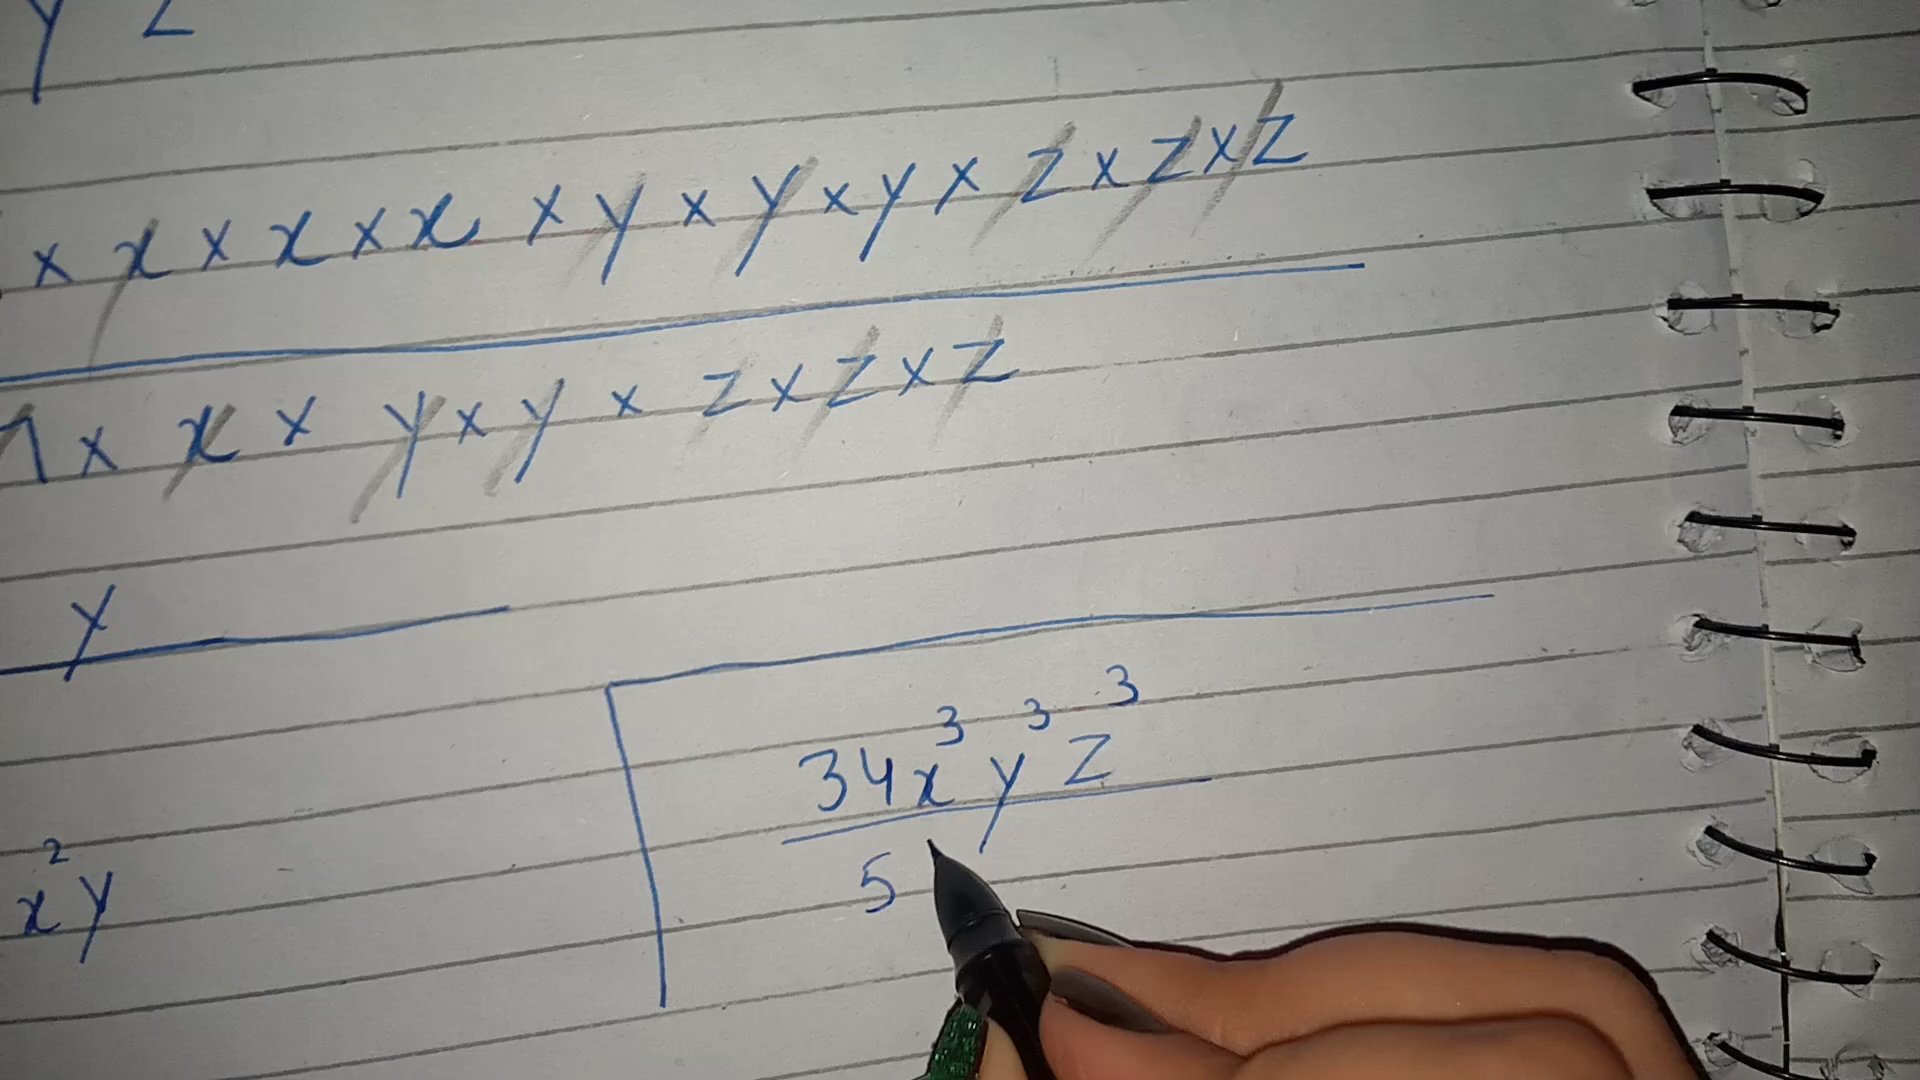 y z
× x × x × x × y × y × y × z × z × z
1 × x × y × y × z × z × z
y
34x³y³z³
5
x²y